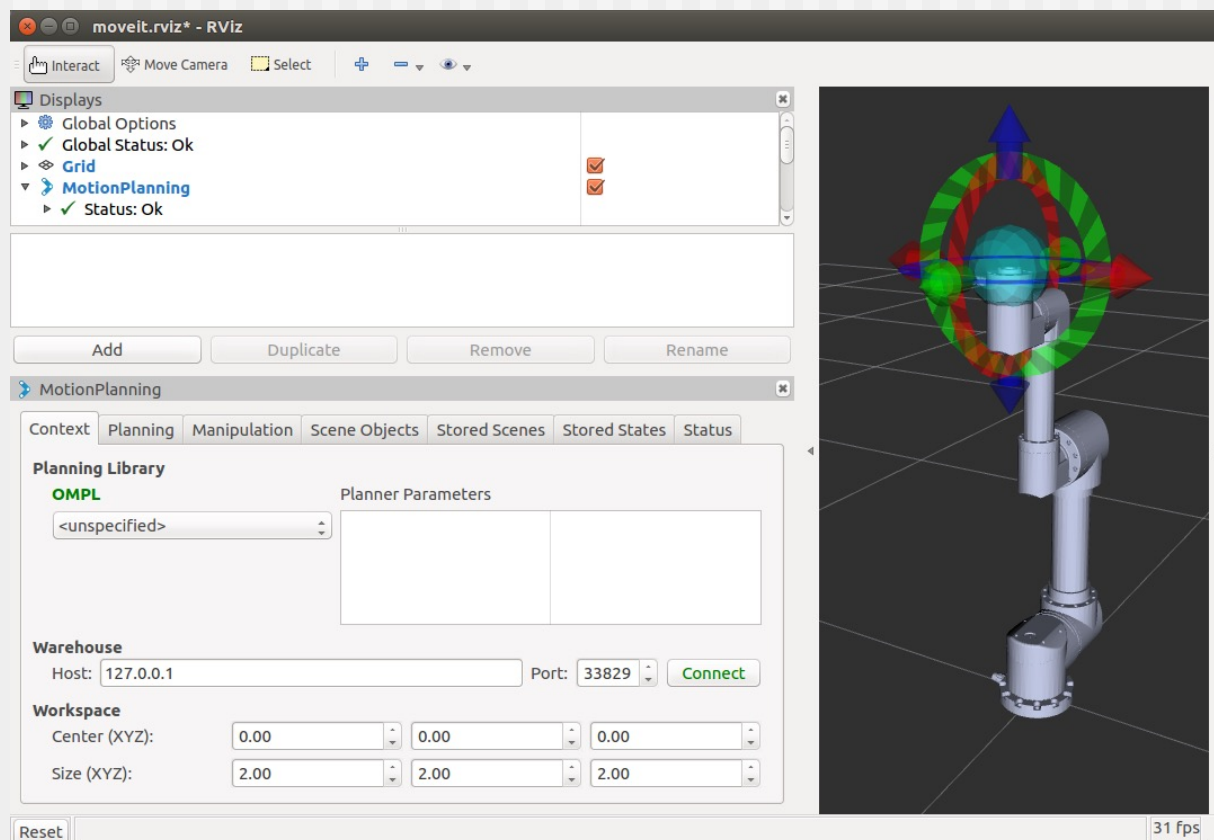 moveit.rviz* - RViz
Interact Move Camera Select
Displays
Global Options
Global Status: Ok
Grid
MotionPlanning
Status: Ok
Add Duplicate Remove Rename
MotionPlanning
Context Planning Manipulation Scene Objects Stored Scenes Stored States Status
Planning Library
OMPL Planner Parameters
<unspecified>
Warehouse
Host: 127.0.0.1 Port: 33829 Connect
Workspace
Center (XYZ): 0.00 0.00 0.00
Size (XYZ): 2.00 2.00 2.00
Reset 31 fps